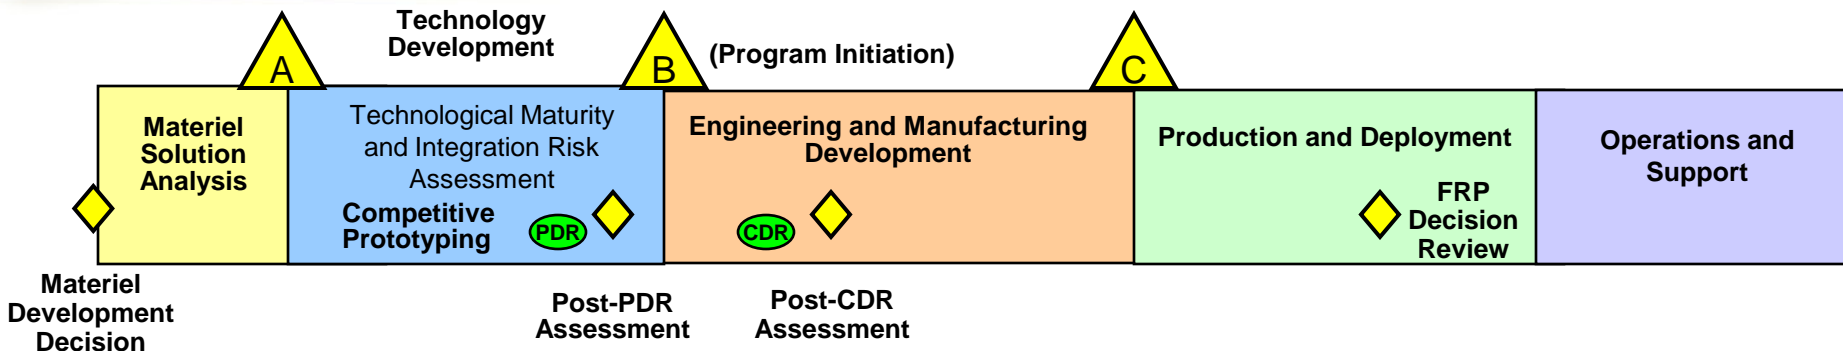 Technology
Development
A
B
(Program Initiation)
C
Materiel
Solution
Analysis
Technological Maturity
and Integration Risk
Assessment
Competitive
Prototyping
PDR
Engineering and Manufacturing
Development
CDR
Production and Deployment
FRP
Decision
Review
Operations and
Support
Materiel
Development
Decision
Post-PDR
Assessment
Post-CDR
Assessment